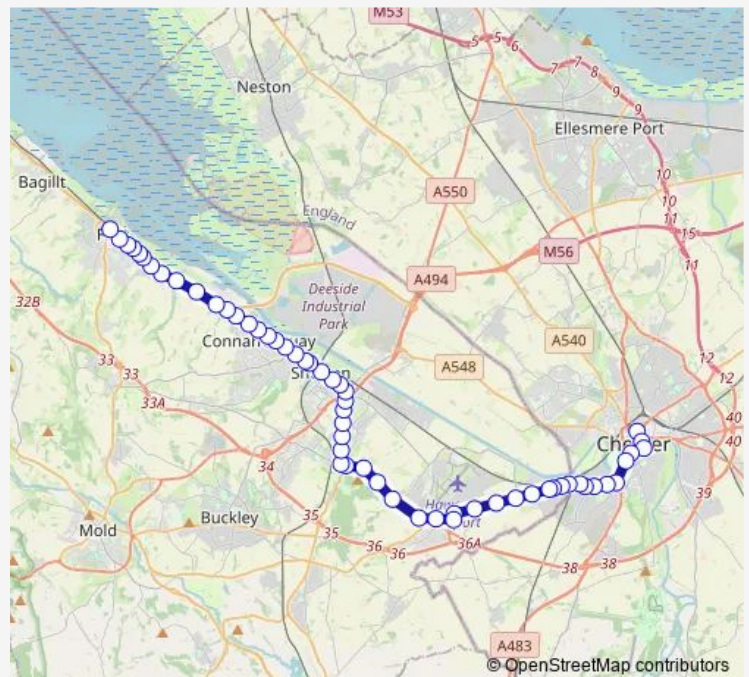 M53
5 5 6
7 7 8
9
9
Neston
Ellesmere Port
Bagillt
10
10
11
15
11
A550
England
M56
A494
Deeside
Industrial
Park
32B
A540
A548
12
12
33
33
33A
40
40
34
39
Buckley
35
35
36
36
36A
Mold
38
38
A483
© OpenStreetMap contributors